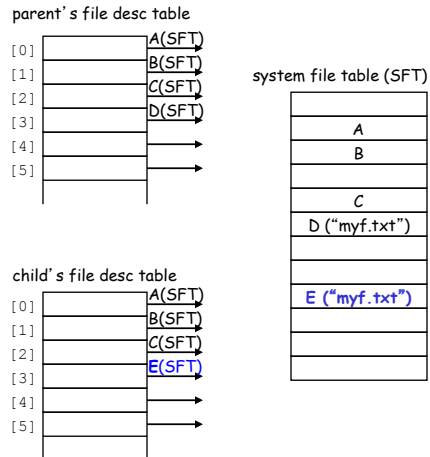 parent’s file desc table
[0] A(SFT)
[1] B(SFT)
[2] C(SFT)
[3] D(SFT)
[4]
[5]
system file table (SFT)
A
B
C
D (“myf.txt”)
E (“myf.txt”)
child’s file desc table
[0] A(SFT)
[1] B(SFT)
[2] C(SFT)
[3] E(SFT)
[4]
[5]